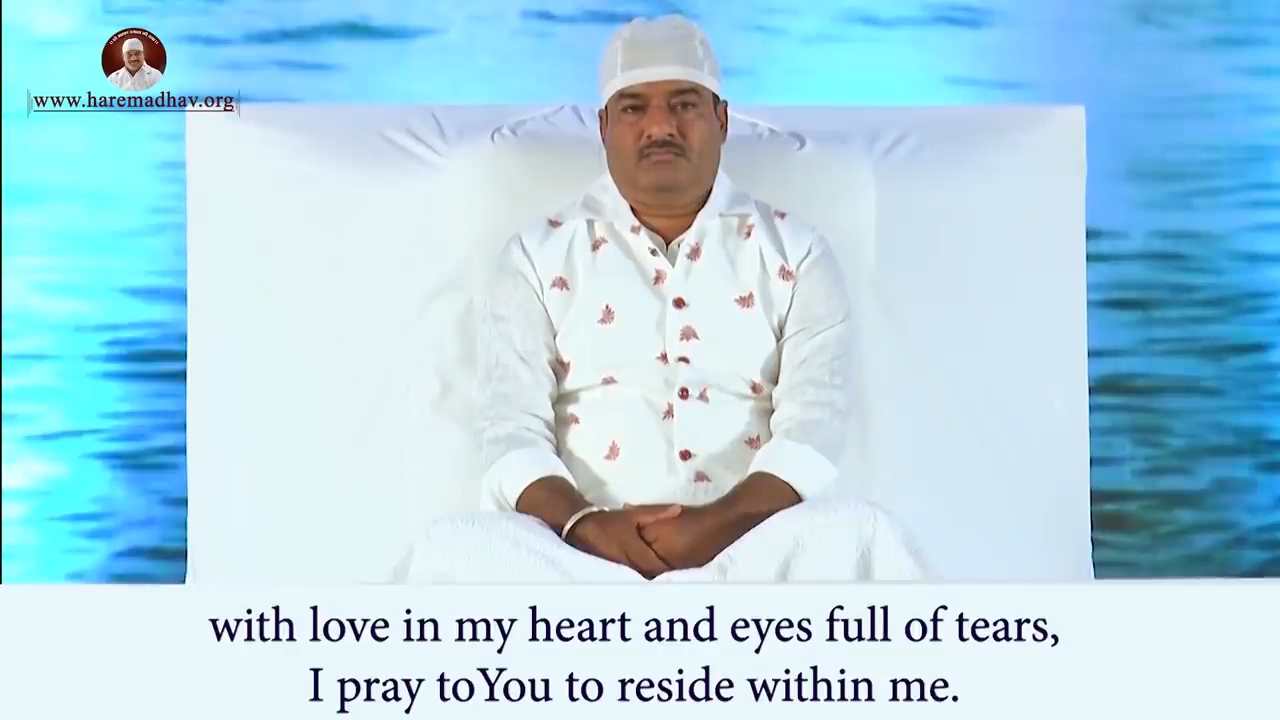 www.haremadhav.org
with love in my heart and eyes full of tears,
I pray toYou to reside within me.